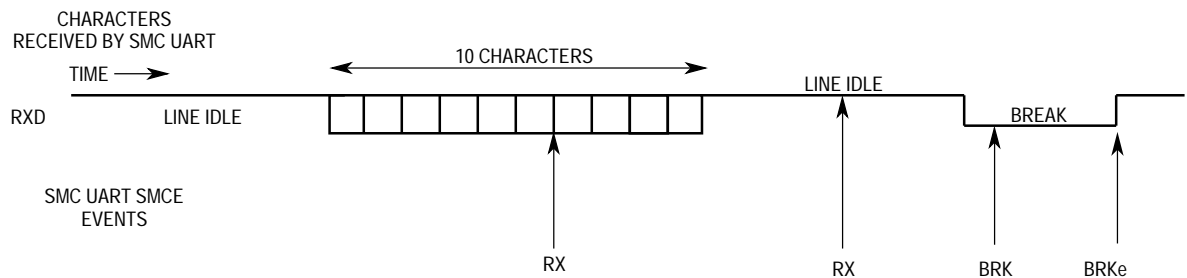 CHARACTERS
RECEIVED BY SMC UART
TIME
10 CHARACTERS
LINE IDLE
RXD
LINE IDLE
BREAK
SMC UART SMCE
EVENTS
RX
RX
BRK
BRKe